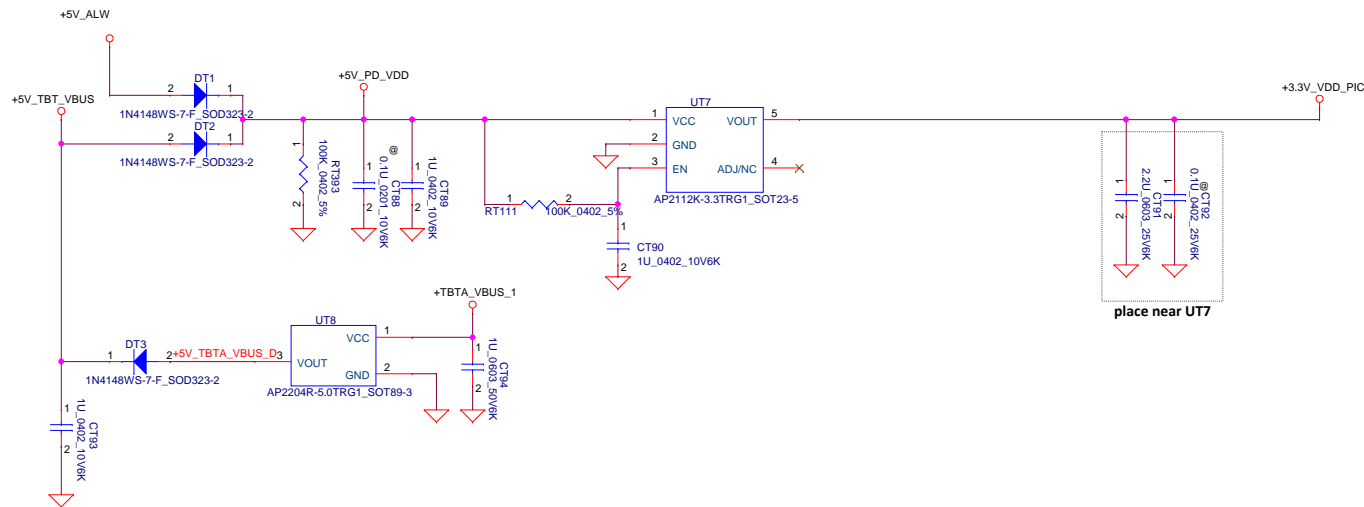 +5V_ALW
DT1
2
1
1N4148WS-7-F_SOD323-2
+5V_TBT_VBUS
DT2
2
1
1N4148WS-7-F_SOD323-2
+5V_PD_VDD
1
2
RT393
100K_0402_5%
1
2
@
CT88
0.1U_0201_10V6K
1
2
CT89
1U_0402_10V6K
UT7
1
VCC
VOUT
5
2
GND
3
EN
ADJ/NC
4
AP2112K-3.3TRG1_SOT23-5
1
2
RT111
100K_0402_5%
1
CT90
1U_0402_10V6K
2
+3.3V_VDD_PIC
1
2
CT91
2.2U_0603_25V6K
1
2
@
CT92
0.1U_0402_25V6K
place near UT7
+TBTA_VBUS_1
UT8
VCC
1
VOUT
3
GND
2
AP2204R-5.0TRG1_SOT89-3
1
2
CT94
1U_0603_50V6K
DT3
1
2
+5V_TBTA_VBUS_D
1N4148WS-7-F_SOD323-2
1
2
CT93
1U_0402_10V6K